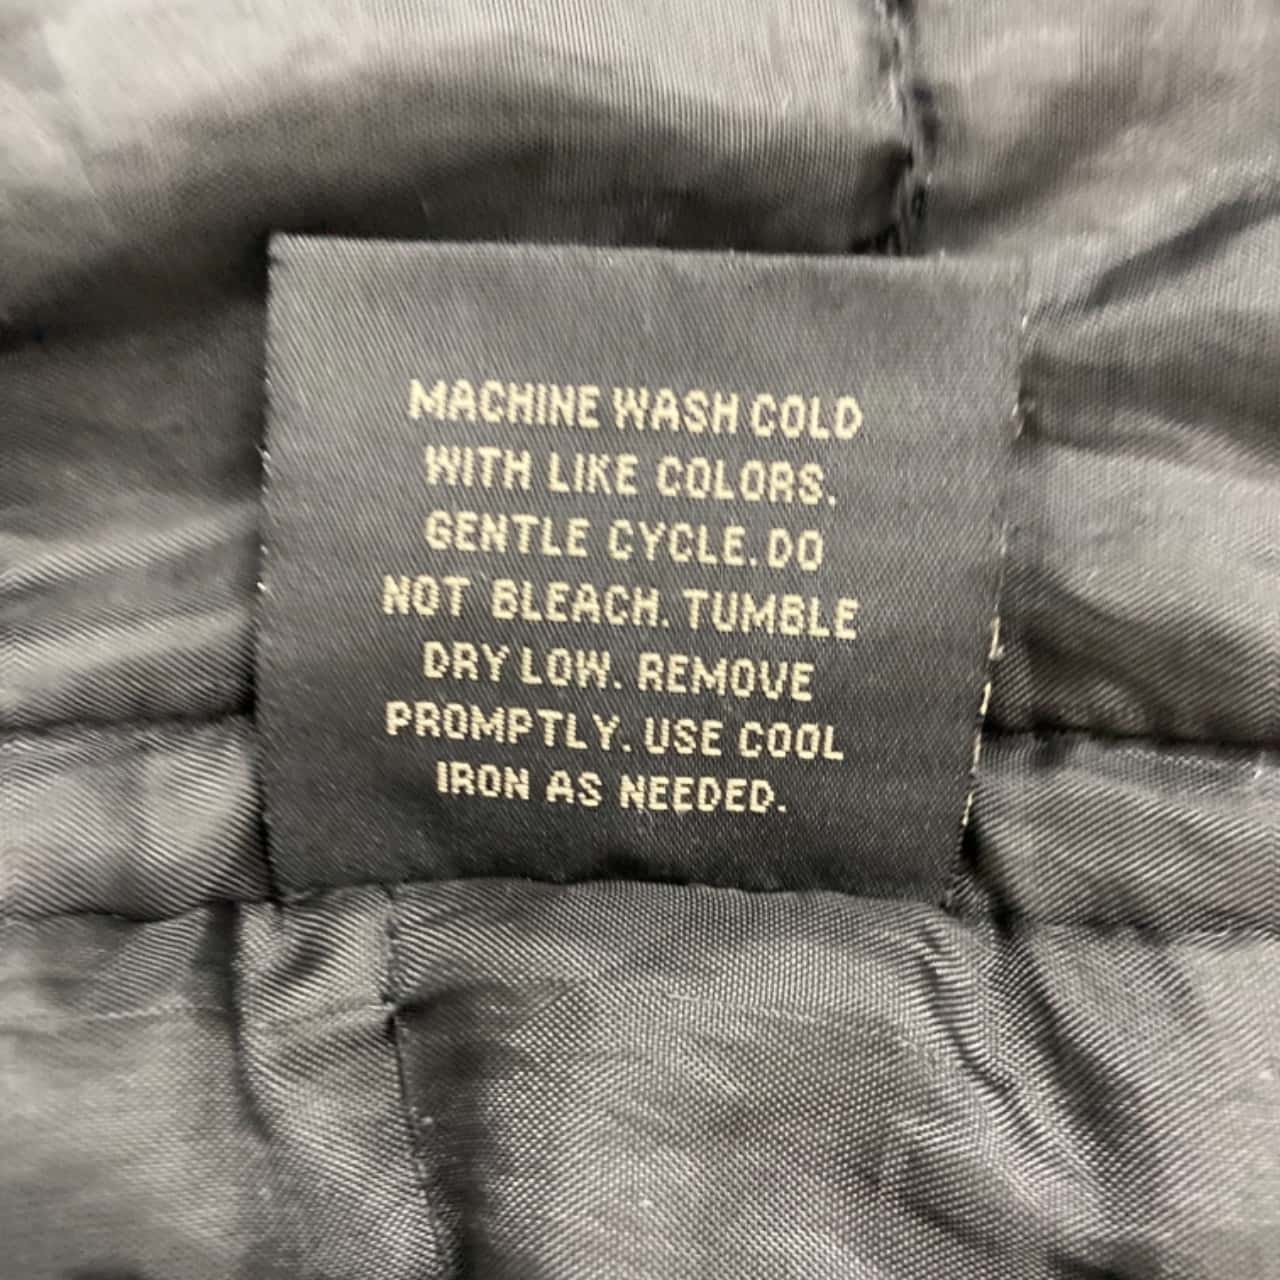 MACHINE WASH COLD
WITH LIKE COLORS.
GENTLE CYCLE. DO
NOT BLEACH. TUMBLE
DRY LOW. REMOVE
PROMPTLY. USE COOL
IRON AS NEEDED.